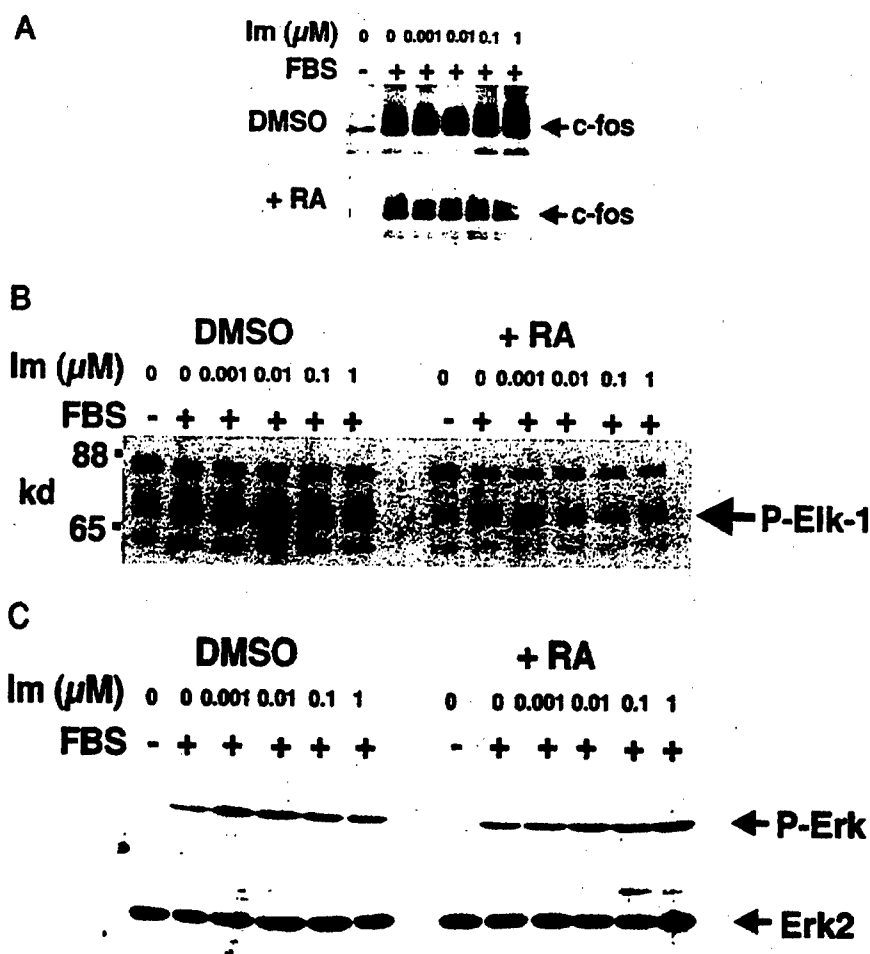 A
Im (µM) 0 0 0.001 0.01 0.1 1
FBS - + + + + +
DMSO c-fos
+ RA c-fos
B
DMSO + RA
Im (µM) 0 0 0.001 0.01 0.1 1 0 0 0.001 0.01 0.1 1
FBS - + + + + + - + + + + +
88
kd
65
P-Elk-1
C
DMSO + RA
Im (µM) 0 0 0.001 0.01 0.1 1 0 0 0.001 0.01 0.1 1
FBS - + + + + + - + + + + +
P-Erk
Erk2